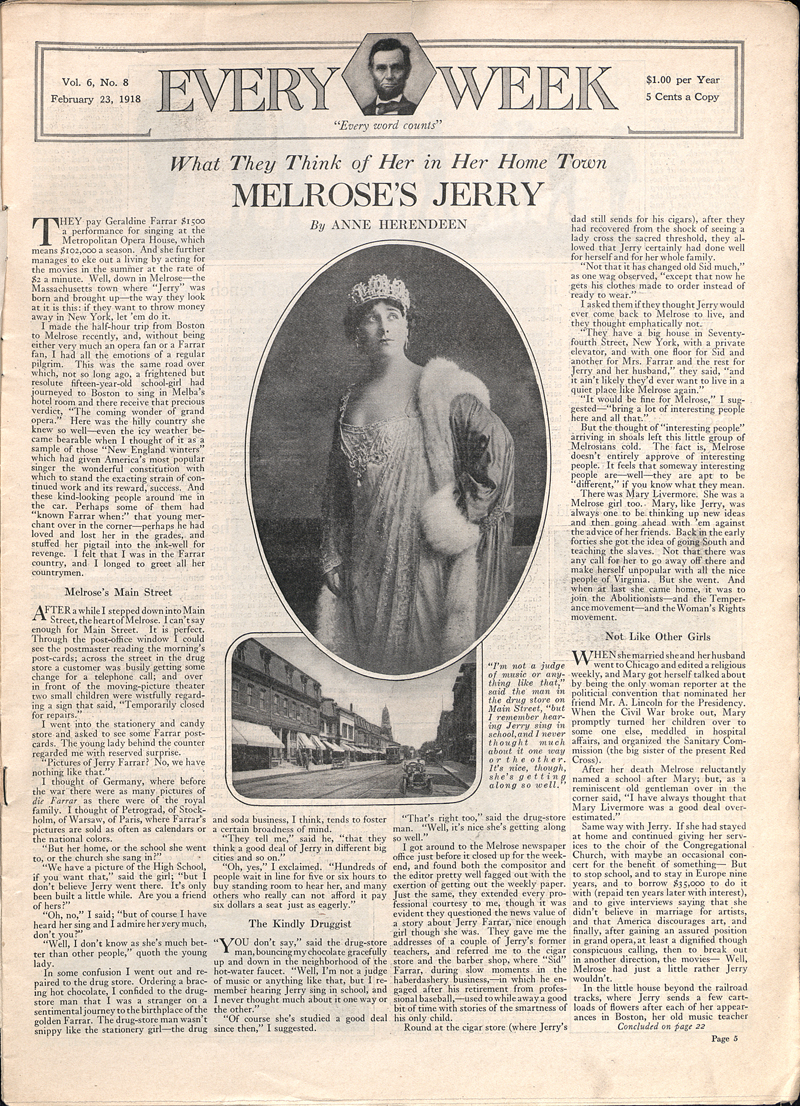 Vol. 6, No. 8
February 23, 1918
EVERY WEEK
"Every word counts"
$1.00 per Year
5 Cents a Copy
What They Think of Her in Her Home Town
MELROSE'S JERRY
By ANNE HERENDEEN
THEY pay Geraldine Farrar $1500
a performance for singing at the
Metropolitan Opera House, which
means $102,000 a season. And she further
manages to eke out a living by acting for
the movies in the summer at the rate of
$2 a minute. Well, down in Melrose—the
Massachusetts town where "Jerry" was
born and brought up—the way they look
at it is this: if they want to throw money
away in New York, let 'em do it.
I made the half-hour trip from Boston
to Melrose recently, and, without being
either very much an opera fan or a Farrar
fan, I had all the emotions of a regular
pilgrim. This was the same road over
which, not so long ago, a frightened but
resolute fifteen-year-old school-girl had
journeyed to Boston to sing in Melba's
hotel room and there receive that precious
verdict, "The coming wonder of grand
opera." Here was the hilly country she
knew so well—even the icy weather be-
came bearable when I thought of it as a
sample of those "New England winters"
which had given America's most popular
singer the wonderful constitution with
which to stand the exacting strain of con-
tinued work and its reward, success. And
these kind-looking people around me in
the car. Perhaps some of them had
"known Farrar when:" that young mer-
chant over in the corner—perhaps he had
loved and lost her in the grades, and
stuffed her pigtail into the ink-well for
revenge. I felt that I was in the Farrar
country, and I longed to greet all her
countrymen.
Melrose's Main Street
AFTER a while I stepped down into Main
Street, the heart of Melrose. I can't say
enough for Main Street. It is perfect.
Through the post-office window I could
see the postmaster reading the morning's
post-cards; across the street in the drug
store a customer was busily getting some
change for a telephone call; and over
in front of the moving-picture theater
two small children were wistfully regard-
ing a sign that said, "Temporarily closed
for repairs."
I went into the stationery and candy
store and asked to see some Farrar post-
cards. The young lady behind the counter
regarded me with reserved surprise.
"Pictures of Jerry Farrar? No, we have
nothing like that."
I thought of Germany, where before
the war there were as many pictures of
die Farrar as there were of the royal
family. I thought of Petrograd, of Stock-
holm, of Warsaw, of Paris, where Farrar's
pictures are sold as often as calendars or
the national colors.
"But her home, or the school she went
to, or the church she sang in?"
"We have a picture of the High School,
if you want that," said the girl; "but I
don't believe Jerry went there. It's only
been built a little while. Are you a friend
of hers?"
"Oh, no," I said; "but of course I have
heard her sing and I admire her very much,
don't you?"
"Well, I don't know as she's much bet-
ter than other people," quoth the young
lady.
In some confusion I went out and re-
paired to the drug store. Ordering a brac-
ing hot chocolate, I confided to the drug-
store man that I was a stranger on a
sentimental journey to the birthplace of the
golden Farrar. The drug-store man wasn't
snippy like the stationery girl—the drug
and soda business, I think, tends to foster
a certain broadness of mind.
"They tell me," said he, "that they
think a good deal of Jerry in different big
cities and so on."
"Oh, yes," I exclaimed. "Hundreds of
people wait in line for five or six hours to
buy standing room to hear her, and many
others who really can not afford it pay
six dollars a seat just as eagerly."
The Kindly Druggist
"YOU don't say," said the drug-store
man, bouncing my chocolate gracefully
up and down in the neighborhood of the
hot-water faucet. "Well, I'm not a judge
of music or anything like that, but I re-
member hearing Jerry sing in school, and
I never thought much about it one way or
the other."
"Of course she's studied a good deal
since then," I suggested.
"I'm not a judge
of music or any-
thing like that,"
said the man in
the drug store on
Main Street, "but
I remember hear-
ing Jerry sing in
school, and I never
thought much
about it one way
or the other.
It's nice, though,
she's getting
along so well."
"That's right too," said the drug-store
man. "Well, it's nice she's getting along
so well."
I got around to the Melrose newspaper
office just before it closed up for the week-
end, and found both the compositor and
the editor pretty well fagged out with the
exertion of getting out the weekly paper.
Just the same, they extended every pro-
fessional courtesy to me, though it was
evident they questioned the news value of
a story about Jerry Farrar, nice enough
girl though she was. They gave me the
addresses of a couple of Jerry's former
teachers, and referred me to the cigar
store and the barber shop, where "Sid"
Farrar, during slow moments in the
haberdashery business,—in which he en-
gaged after his retirement from profes-
sional baseball,—used to while away a good
bit of time with stories of the smartness of
his only child.
Round at the cigar store (where Jerry's
dad still sends for his cigars), after they
had recovered from the shock of seeing a
lady cross the sacred threshold, they al-
lowed that Jerry certainly had done well
for herself and for her whole family.
"Not that it has changed old Sid much,"
as one wag observed, "except that now he
gets his clothes made to order instead of
ready to wear."
I asked them if they thought Jerry would
ever come back to Melrose to live, and
they thought emphatically not.
"They have a big house in Seventy-
fourth Street, New York, with a private
elevator, and with one floor for Sid and
another for Mrs. Farrar and the rest for
Jerry and her husband," they said, "and
it ain't likely they'd ever want to live in a
quiet place like Melrose again."
"It would be fine for Melrose," I sug-
gested—"bring a lot of interesting people
here and all that."
But the thought of "interesting people"
arriving in shoals left this little group of
Melrosians cold. The fact is, Melrose
doesn't entirely approve of interesting
people. It feels that someway interesting
people are—well—they are apt to be
"different," if you know what they mean.
There was Mary Livermore. She was a
Melrose girl too. Mary, like Jerry, was
always one to be thinking up new ideas
and then going ahead with 'em against
the advice of her friends. Back in the early
forties she got the idea of going South and
teaching the slaves. Not that there was
any call for her to go away off there and
make herself unpopular with all the nice
people of Virginia. But she went. And
when at last she came home, it was to
join the Abolitionists—and the Temper-
ance movement—and the Woman's Rights
movement.
Not Like Other Girls
WHEN she married she and her husband
went to Chicago and edited a religious
weekly, and Mary got herself talked about
by being the only woman reporter at the
political convention that nominated her
friend Mr. A. Lincoln for the Presidency.
When the Civil War broke out, Mary
promptly turned her children over to
some one else, meddled in hospital
affairs, and organized the Sanitary Com-
mission (the big sister of the present Red
Cross).
After her death Melrose reluctantly
named a school after Mary; but, as a
reminiscent old gentleman over in the
corner said, "I have always thought that
Mary Livermore was a good deal over-
estimated."
Same way with Jerry. If she had stayed
at home and continued giving her serv-
ices to the choir of the Congregational
Church, with maybe an occasional con-
cert for the benefit of something— But
to stop school, and to stay in Europe nine
years, and to borrow $35,000 to do it
with (repaid ten years later with interest),
and to give interviews saying that she
didn't believe in marriage for artists,
and that America discourages art, and
finally, after gaining an assured position
in grand opera, at least a dignified though
conspicuous calling, then to break out
in another direction, the movies— Well,
Melrose had just a little rather Jerry
wouldn't.
In the little house beyond the railroad
tracks, where Jerry sends a few cart-
loads of flowers after each of her appear-
ances in Boston, her old music teacher
Concluded on page 22
Page 5